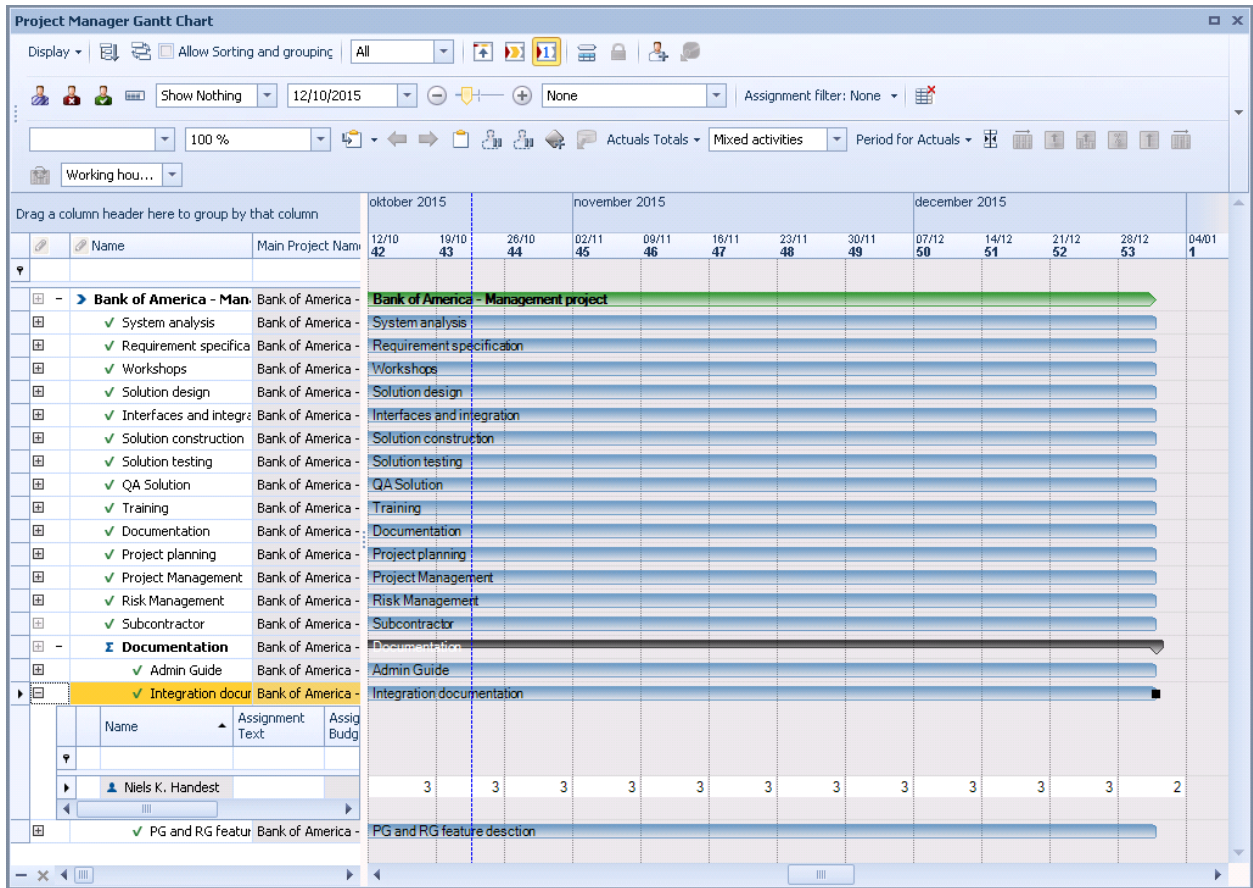 Project Manager Gantt Chart
Display Allow Sorting and grouping All
Show Nothing 12/10/2015 None Assignment filter: None
100 % Actuals Totals Mixed activities Period for Actuals
Working hou...
Drag a column header here to group by that column
oktober 2015 november 2015 december 2015
Name Main Project Name
12/10 19/10 26/10 02/11 09/11 16/11 23/11 30/11 07/12 14/12 21/12 28/12 04/01
42 43 44 45 46 47 48 49 50 51 52 53 1
Bank of America - Man Bank of America - Bank of America - Management project
System analysis Bank of America - System analysis
Requirement specifica Bank of America - Requirement specification
Workshops Bank of America - Workshops
Solution design Bank of America - Solution design
Interfaces and integra Bank of America - Interfaces and integration
Solution construction Bank of America - Solution construction
Solution testing Bank of America - Solution testing
QA Solution Bank of America - QA Solution
Training Bank of America - Training
Documentation Bank of America - Documentation
Project planning Bank of America - Project planning
Project Management Bank of America - Project Management
Risk Management Bank of America - Risk Management
Subcontractor Bank of America - Subcontractor
Σ Documentation Bank of America - Documentation
Admin Guide Bank of America - Admin Guide
Integration docur Bank of America - Integration documentation
Name Assignment Text Assig Budg
Niels K. Handest 3 3 3 3 3 3 3 3 3 3 3 2
PG and RG featur Bank of America - PG and RG feature desction